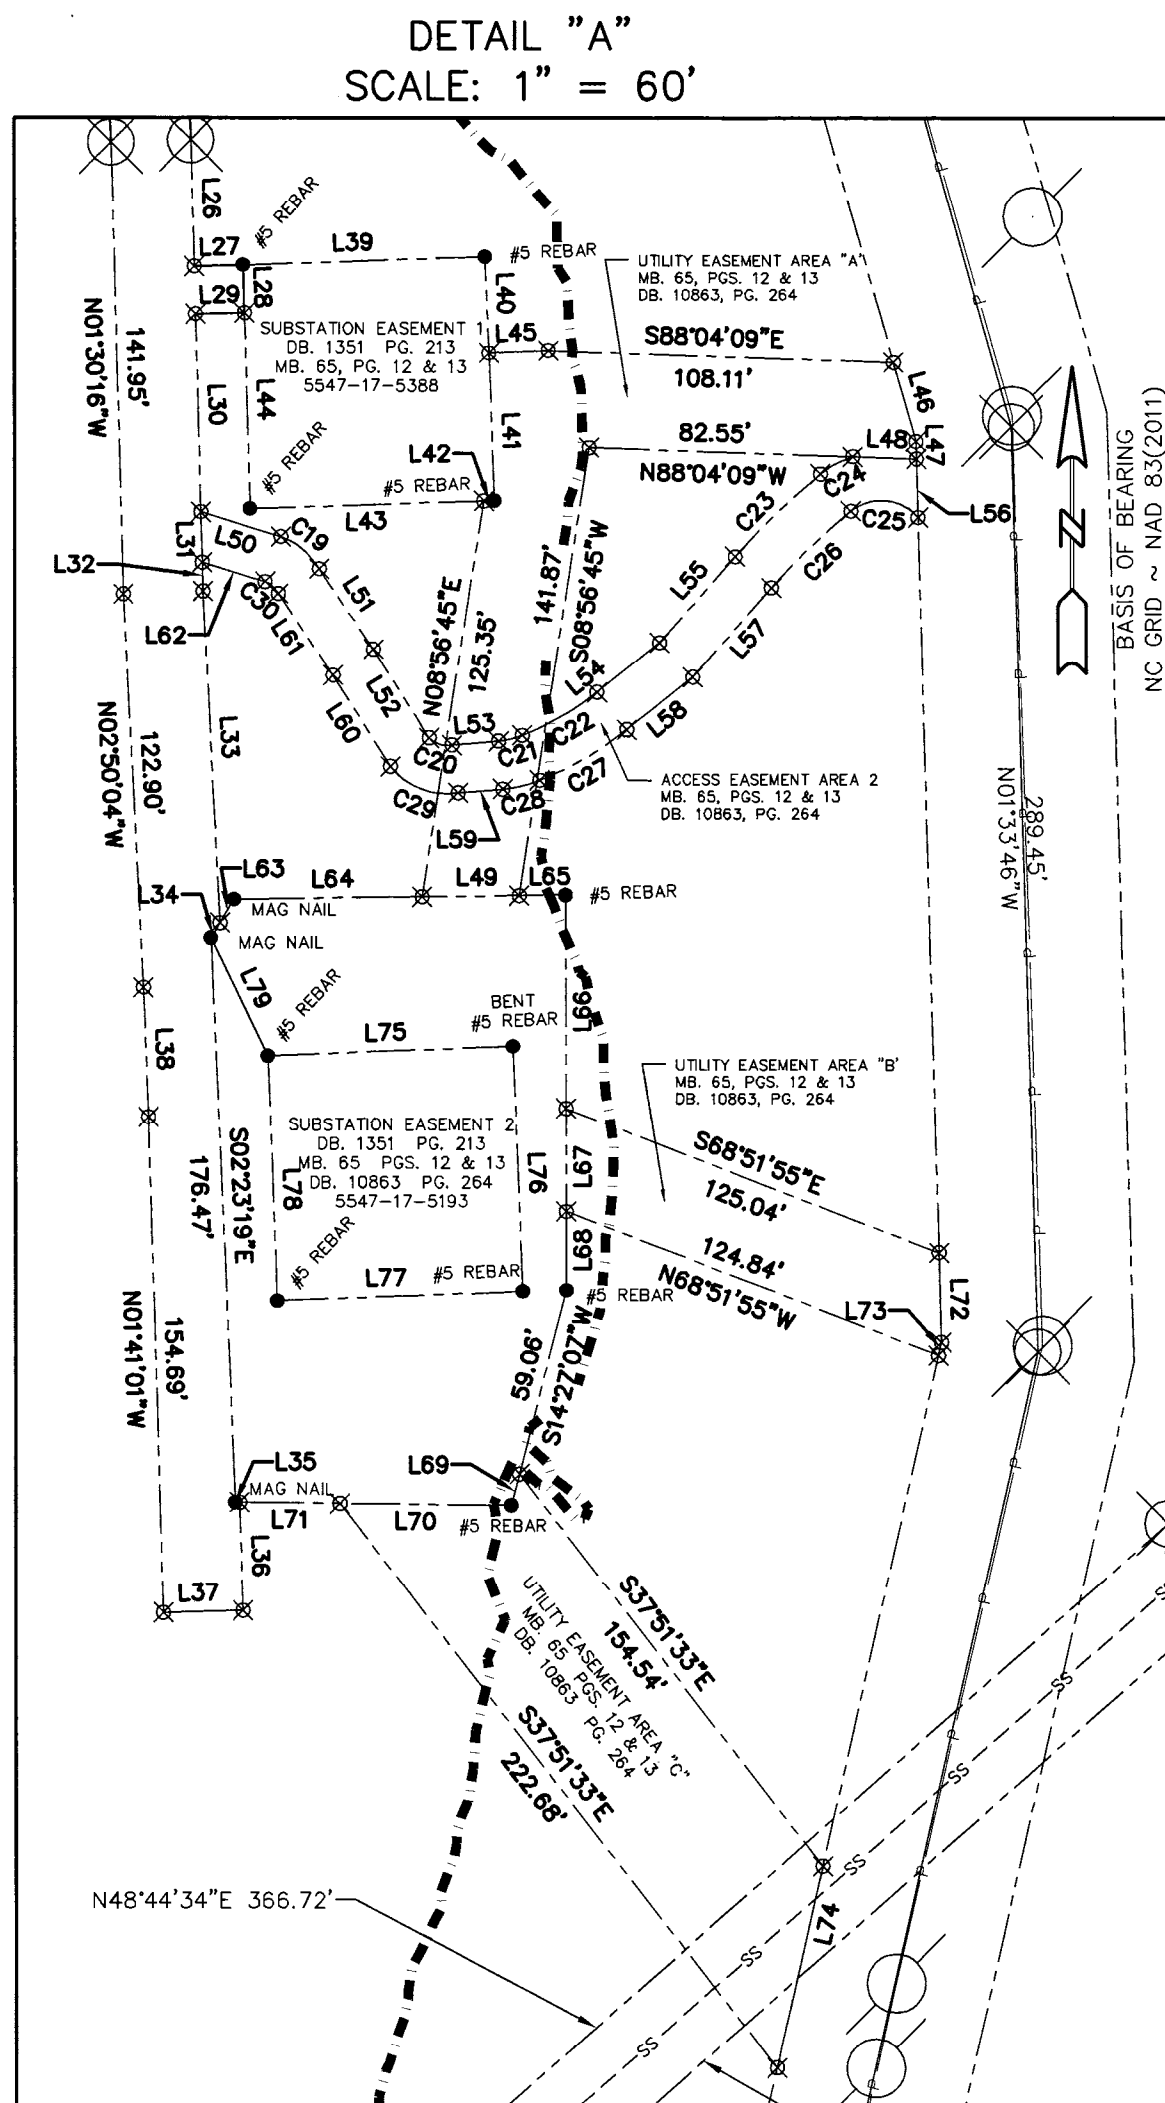 DETAIL "A"
SCALE: 1" = 60'
L26
#5 REBAR
L27
L39
#5 REBAR
L28
L29
L40
UTILITY EASEMENT AREA "A"
MB. 65, PGS. 12 & 13
DB. 10863, PG. 264
SUBSTATION EASEMENT 1
DB. 1351 PG. 213
MB. 65, PG. 12 & 13
5547-17-5388
L45
S88°04'09"E
108.11'
N01°30'16"W
141.95'
L30
L44
L41
L46
L47
L48
82.55'
N88°04'09"W
#5 REBAR
L42
#5 REBAR
L43
C24
C23
C25
L56
C26
L31
L32
L50
C19
L51
C30
L62
L61
L52
L60
N08°56'45"E
125.35'
141.87'
S08°56'45"W
L55
L54
L57
L53
C20
C21
C22
L58
C27
C28
C29
L59
ACCESS EASEMENT AREA 2
MB. 65, PGS. 12 & 13
DB. 10863, PG. 264
BASIS OF BEARING
NC GRID ~ NAD 83(2011)
N
N02°50'04"W
122.90'
L33
P
N01°33'46"W
289.45'
L63
L34
L64
MAG NAIL
MAG NAIL
L49
L65
#5 REBAR
L79
#5 REBAR
L75
BENT
#5 REBAR
L66
L38
UTILITY EASEMENT AREA "B"
MB. 65, PGS. 12 & 13
DB. 10863, PG. 264
SUBSTATION EASEMENT 2
DB. 1351 PG. 213
MB. 65 PGS. 12 & 13
DB. 10863 PG. 264
5547-17-5193
S02°23'19"E
176.47'
L78
L76
L67
S68°51'55"E
125.04'
124.84'
N68°51'55"W
L68
#5 REBAR
L77
#5 REBAR
#5 REBAR
L72
L73
N01°41'01"W
154.69'
59.06'
S14°27'07"W
L35
MAG NAIL
L71
L69
L70
#5 REBAR
L36
L37
S37°51'33"E
154.54'
UTILITY EASEMENT AREA "C"
MB. 65 PGS. 12 & 13
DB. 10863 PG. 264
S37°51'33"E
222.68'
N48°44'34"E 366.72'
L74
SS
SS
SS
SS
SS
SS
P
P
P
P
P
P
P
P
P
P
P
P